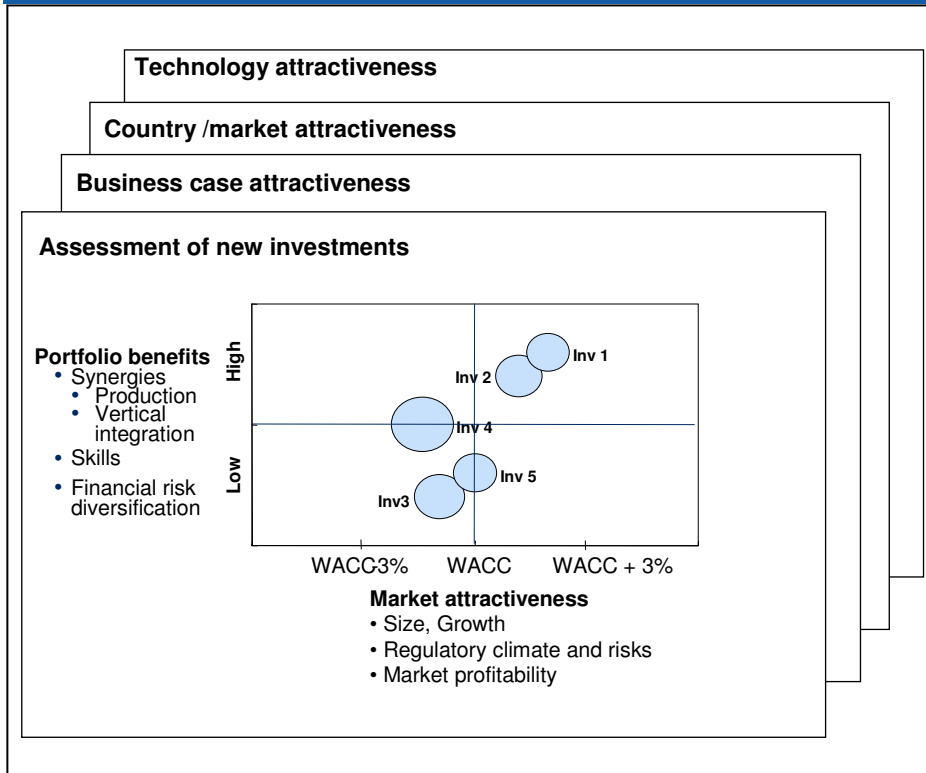 Technology attractiveness
Country /market attractiveness
Business case attractiveness
Assessment of new investments
Portfolio benefits
• Synergies
• Production
• Vertical
integration
• Skills
• Financial risk
diversification
High
Low
Inv 1
Inv 2
Inv 4
Inv 5
Inv3
WACC-3%
WACC
WACC + 3%
Market attractiveness
• Size, Growth
• Regulatory climate and risks
• Market profitability